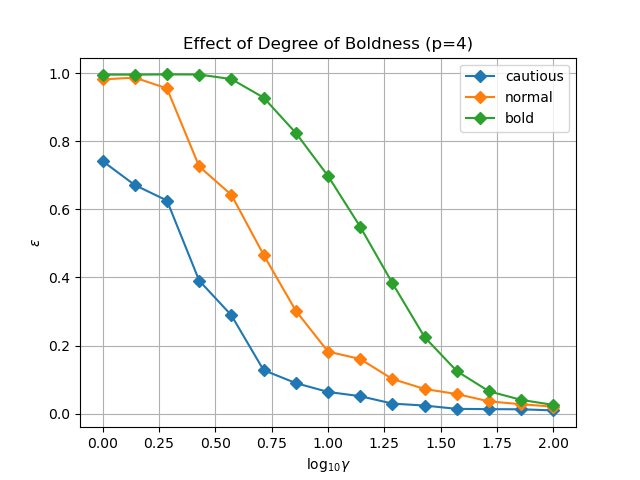 Effect of Degree of Boldness (p=4)
cautious
normal
bold
1.0
0.8
0.6
0.4
0.2
0.0
ε
0.00 0.25 0.50 0.75 1.00 1.25 1.50 1.75 2.00
log₁₀γ